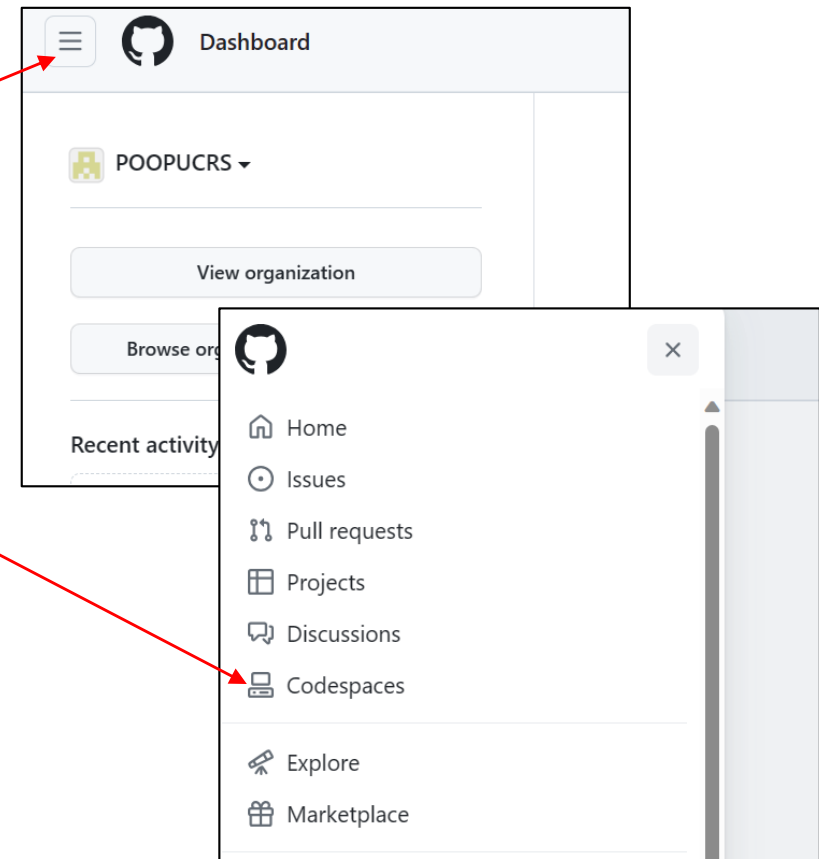 Dashboard
POOPUCRS
View organization
Browse org
Recent activity
Home
Issues
Pull requests
Projects
Discussions
Codespaces
Explore
Marketplace